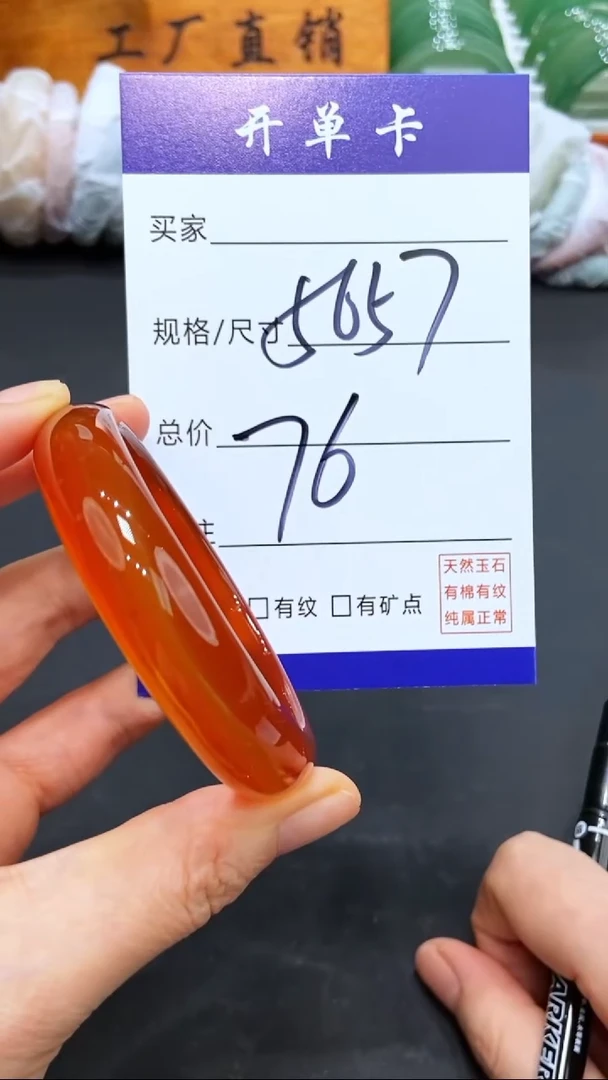 工厂直销
开单卡
买家
规格/尺寸 5657
总价 76
注
□有纹 □有矿点
天然玉石
有棉有纹
纯属正常